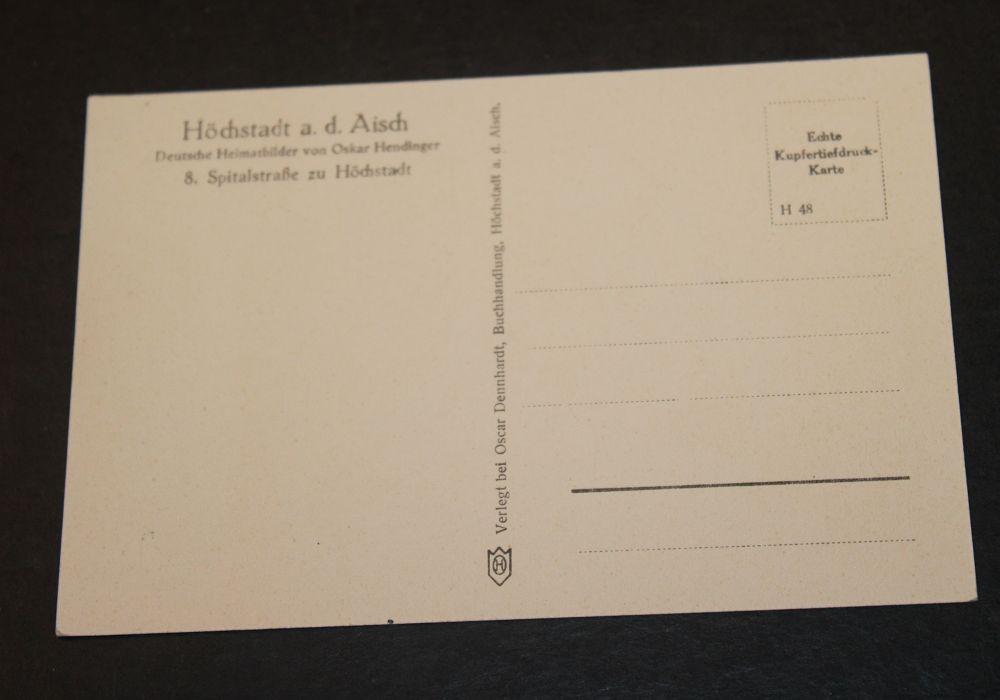 Höchstadt a. d. Aisch
Deutsche Heimatbilder von Oskar Hendinger
8. Spitalstraße zu Höchstadt
Verlegt bei Oscar Dennhardt, Buchhandlung, Höchstadt a. d. Aisch.
H
Echte
Kupfertiefdruck-
Karte
H 48